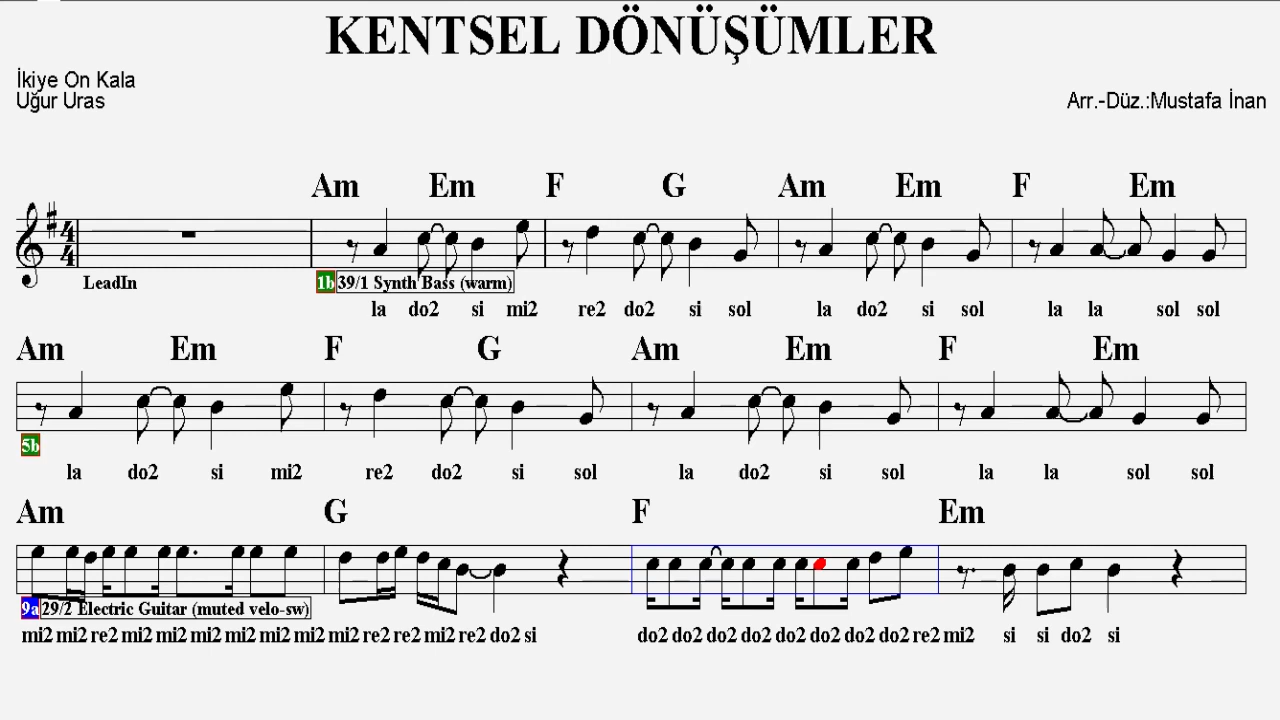 KENTSEL DÖNÜŞÜMLER
İkiye On Kala
Uğur Uras
Arr.-Düz.:Mustafa İnan
Am Em F G Am Em F Em
4
4
LeadIn
1b 39/1 Synth Bass (warm)
la do2 si mi2 re2 do2 si sol la do2 si sol la la sol sol
Am Em F G Am Em F Em
5b
la do2 si mi2 re2 do2 si sol la do2 si sol la la sol sol
Am G F Em
9a 29/2 Electric Guitar (muted velo-sw)
mi2 mi2 re2 mi2 mi2 mi2 mi2 mi2 mi2 mi2 re2 re2 mi2 re2 do2 si do2 do2 do2 do2 do2 do2 do2 do2 re2 mi2 si si do2 si